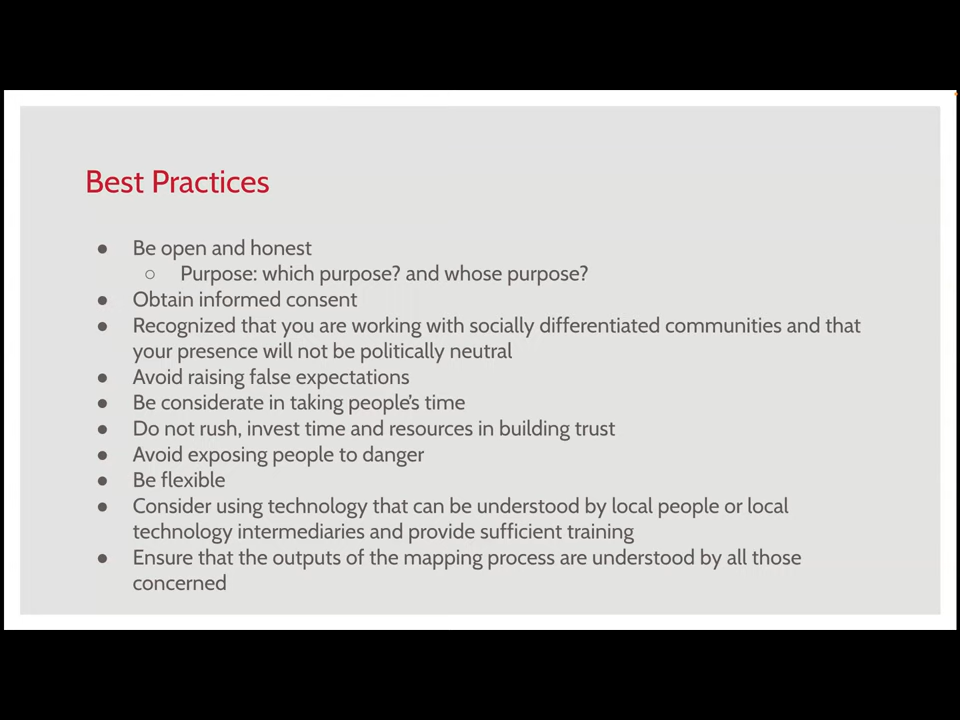 Best Practices
● Be open and honest
○ Purpose: which purpose? and whose purpose?
● Obtain informed consent
● Recognized that you are working with socially differentiated communities and that
your presence will not be politically neutral
● Avoid raising false expectations
● Be considerate in taking people's time
● Do not rush, invest time and resources in building trust
● Avoid exposing people to danger
● Be flexible
● Consider using technology that can be understood by local people or local
technology intermediaries and provide sufficient training
● Ensure that the outputs of the mapping process are understood by all those
concerned